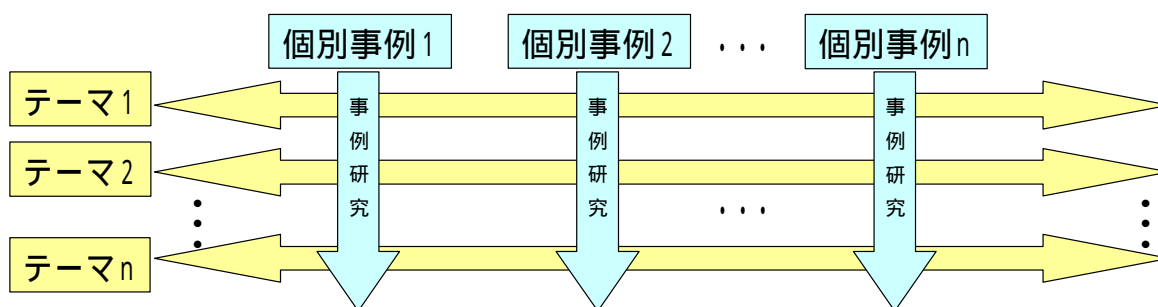 個別事例1
個別事例2
・・・
個別事例n
テーマ1
テーマ2
テーマn
事例研究
事例研究
事例研究
・・・